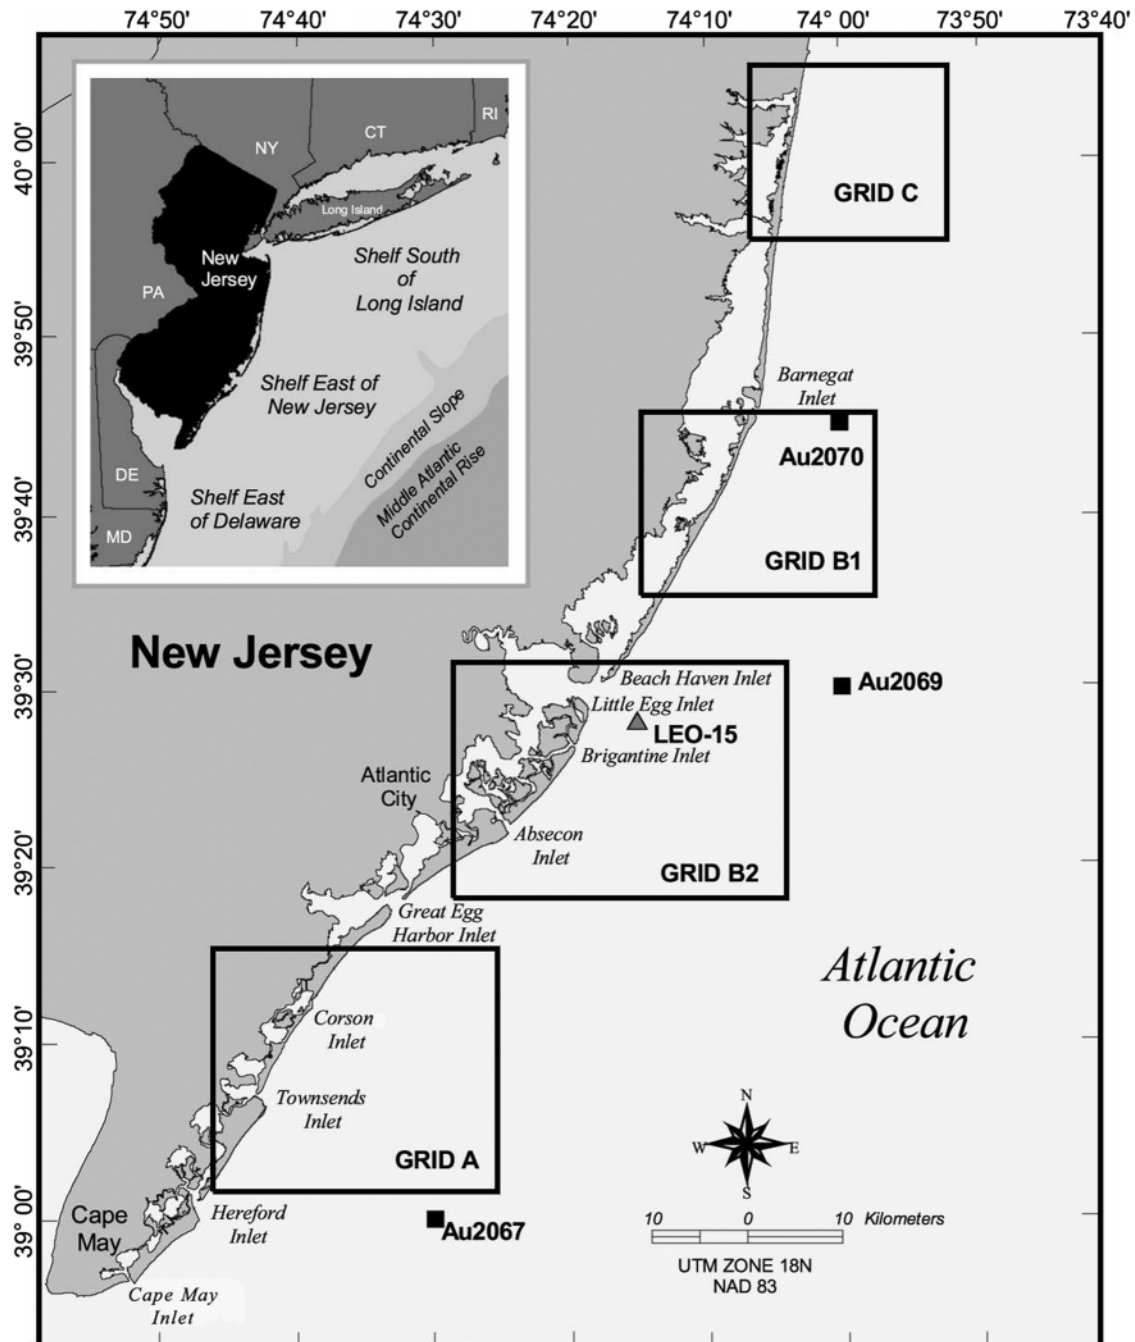 74°50' 74°40' 74°30' 74°20' 74°10' 74°00' 73°50' 73°40'
40° 00'
39°50'
39°40'
39°30'
39°20'
39°10'
39° 00'
NY
CT
RI
Long Island
New
Jersey
PA
Shelf South
of
Long Island
Shelf East of
New Jersey
Continental Slope
Middle Atlantic
Continental Rise
DE
Shelf East
of Delaware
MD
GRID C
Barnegat
Inlet
Au2070
GRID B1
New Jersey
Beach Haven Inlet
Au2069
Little Egg Inlet
LEO-15
Brigantine Inlet
Atlantic
City
Absecon
Inlet
GRID B2
Great Egg
Harbor Inlet
Atlantic
Ocean
Corson
Inlet
Townsends
Inlet
GRID A
N
W E
S
Hereford
Inlet
Au2067
Cape
May
Cape May
Inlet
10 0 10 Kilometers
UTM ZONE 18N
NAD 83